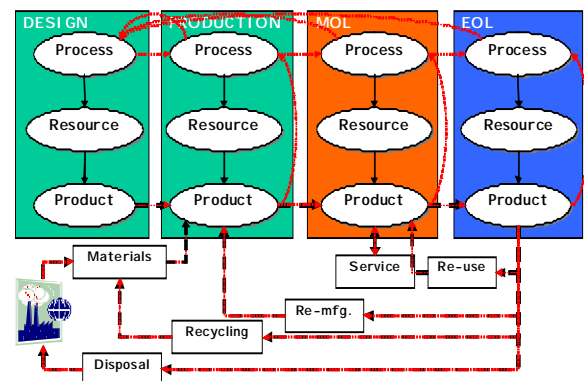 DESIGN
PRODUCTION
MOL
EOL
Process
Process
Process
Process
Resource
Resource
Resource
Resource
Product
Product
Product
Product
Materials
Service
Re-use
Re-mfg.
Recycling
Disposal